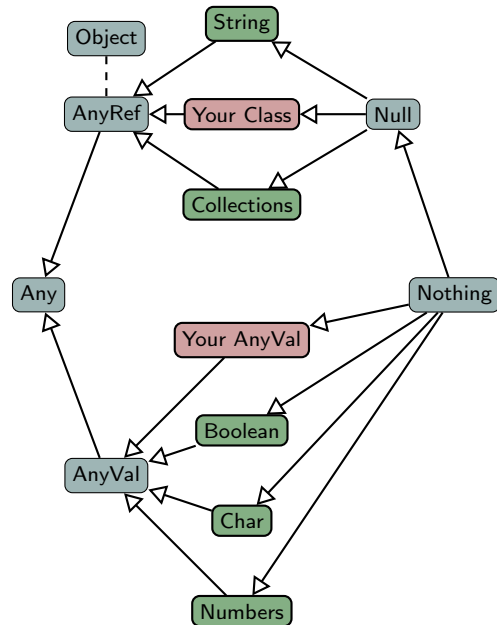 String
Object
AnyRef
Your Class
Null
Collections
Any
Nothing
Your AnyVal
Boolean
AnyVal
Char
Numbers